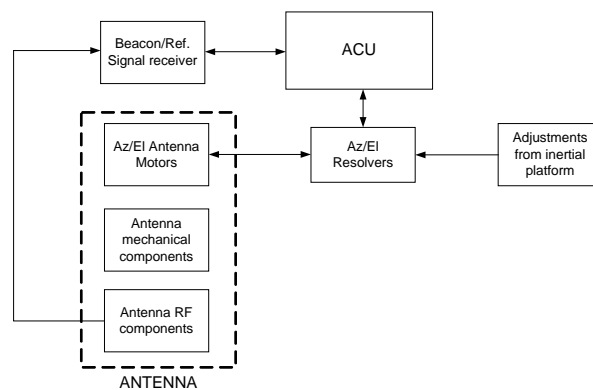 Beacon/Ref.
Signal receiver
ACU
Az/El Antenna
Motors
Az/El
Resolvers
Adjustments
from inertial
platform
Antenna
mechanical
components
Antenna RF
components
ANTENNA